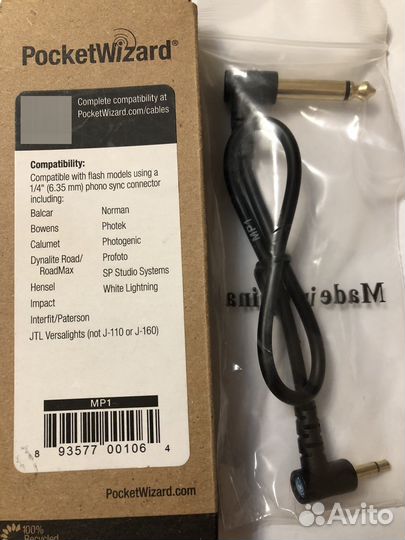 PocketWizard®
Complete compatibility at
PocketWizard.com/cables
Compatibility:
Compatible with flash models using a
1/4" (6.35 mm) phono sync connector
including:
Balcar
Bowens
Calumet
Dynalite Road/
RoadMax
Hensel
Impact
Interfit/Paterson
JTL Versalights (not J-110 or J-160)
Norman
Photek
Photogenic
Profoto
SP Studio Systems
White Lightning
MP1
8 93577 00106 4
PocketWizard.com
100%
Recycled
MP1
Made in
China
Avito